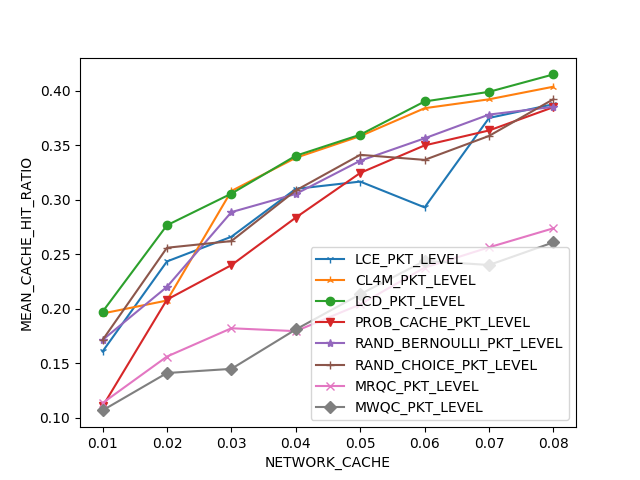 0.40
0.35
0.30
0.25
0.20
0.15
0.10
MEAN_CACHE_HIT_RATIO
LCE_PKT_LEVEL
CL4M_PKT_LEVEL
LCD_PKT_LEVEL
PROB_CACHE_PKT_LEVEL
RAND_BERNOULLI_PKT_LEVEL
RAND_CHOICE_PKT_LEVEL
MRQC_PKT_LEVEL
MWQC_PKT_LEVEL
0.01 0.02 0.03 0.04 0.05 0.06 0.07 0.08
NETWORK_CACHE